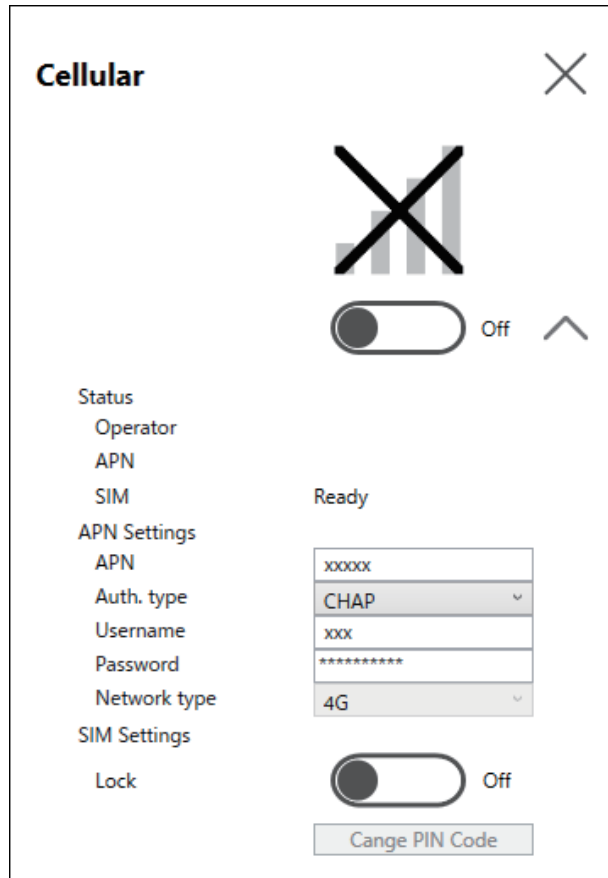 Cellular
Off
Status
Operator
APN
SIM Ready
APN Settings
APN xxxxx
Auth. type CHAP
Username xxx
Password **********
Network type 4G
SIM Settings
Lock Off
Cange PIN Code